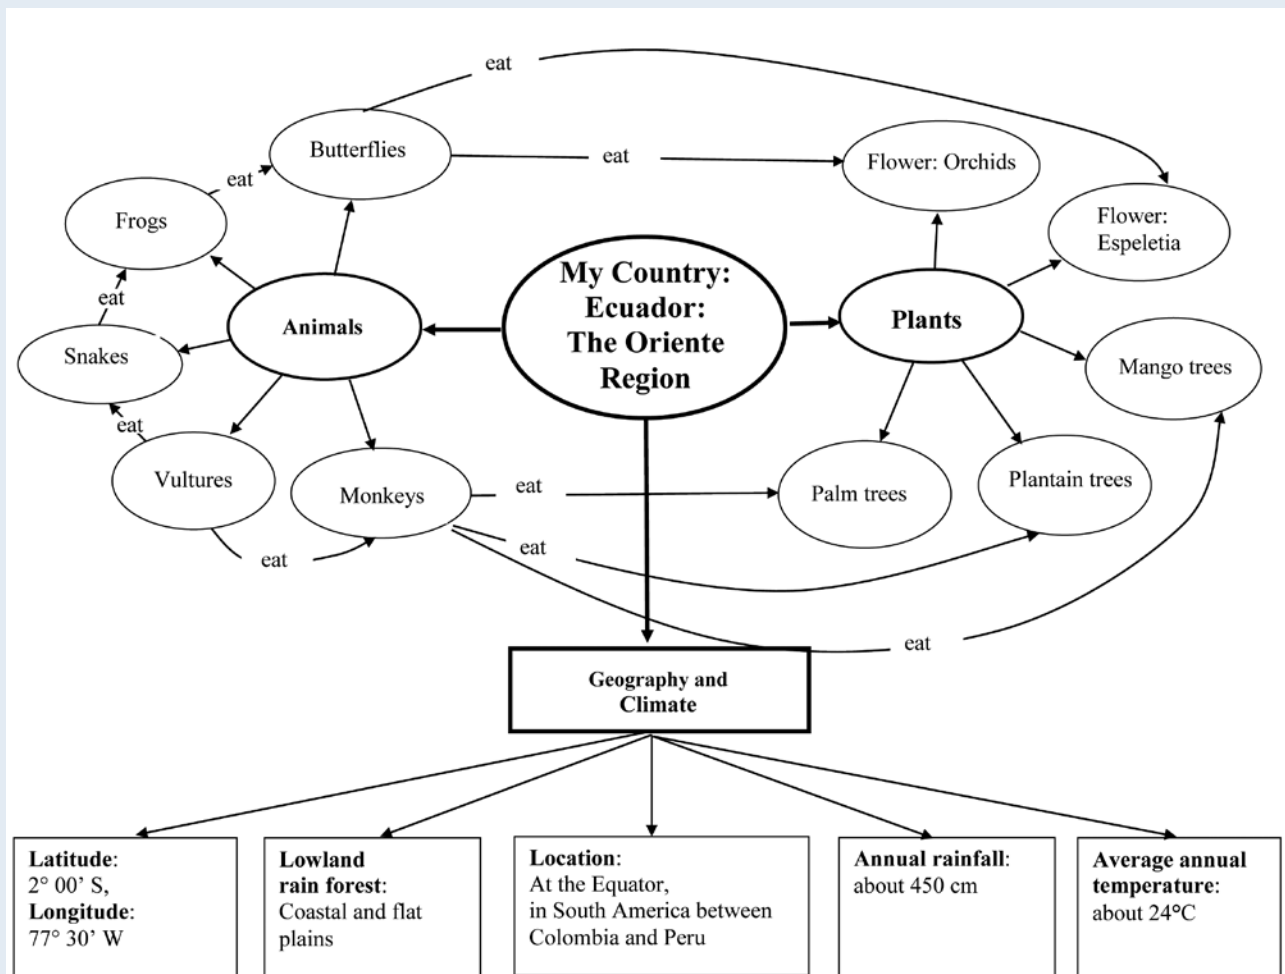 eat
Butterflies
eat
Flower: Orchids
eat
Frogs
Flower:
Espeletia
My Country:
Ecuador:
The Oriente
Region
eat
Animals
Plants
Snakes
Mango trees
eat
Vultures
Monkeys
eat
Palm trees
Plantain trees
eat
eat
eat
Geography and
Climate
Latitude:
2° 00’ S,
Longitude:
77° 30’ W
Lowland
rain forest:
Coastal and flat
plains
Location:
At the Equator,
in South America between
Colombia and Peru
Annual rainfall:
about 450 cm
Average annual
temperature:
about 24°C